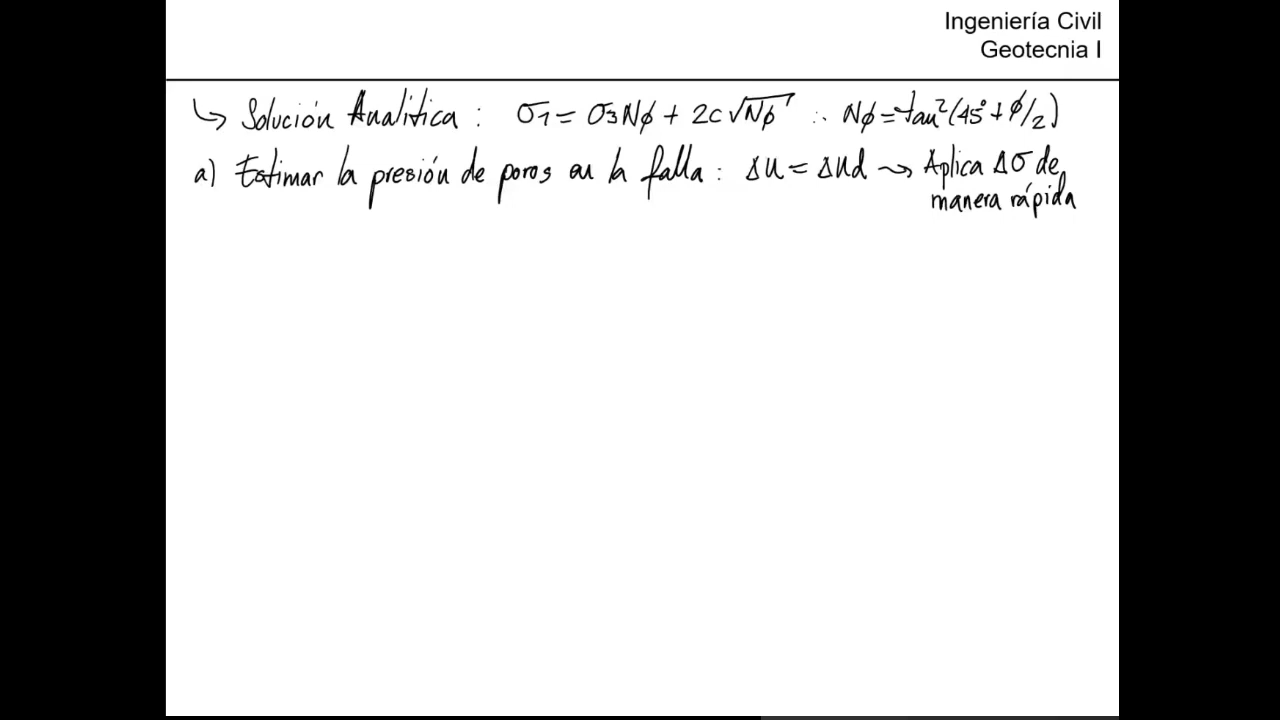 Ingeniería Civil
Geotecnia I
↳ Solución Analítica : σ1 = σ3Nφ + 2c√Nφ ∴ Nφ = tan²(45° + φ/2)
a) Estimar la presión de poros en la falla : Δu = Δud ⇝ Aplica Δσ de
manera rápida